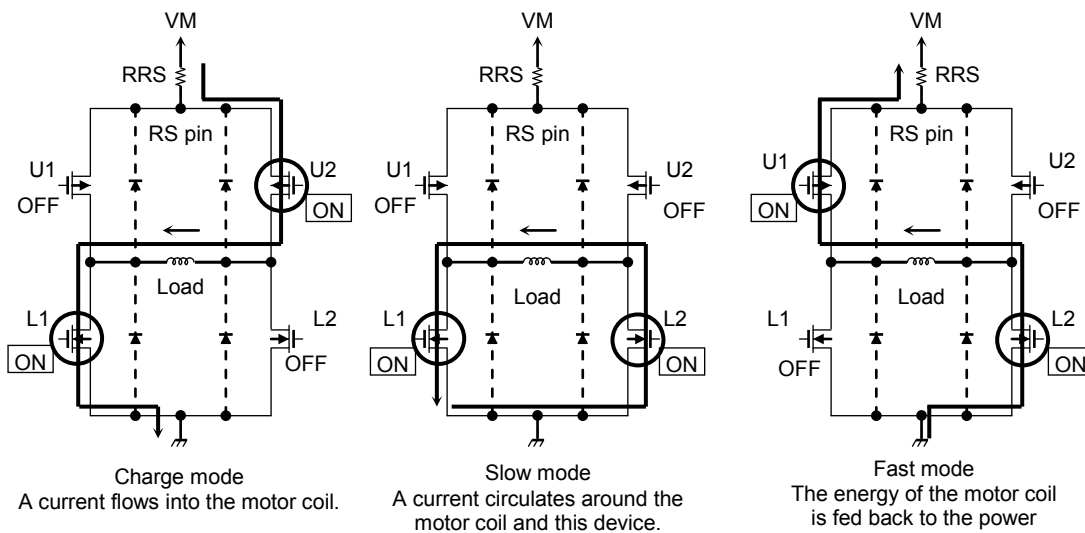 VM
RRS
RS pin
U1
OFF
U2
ON
Load
L1
ON
L2
OFF
Charge mode
A current flows into the motor coil.
VM
RRS
RS pin
U1
OFF
U2
OFF
Load
L1
ON
L2
ON
Slow mode
A current circulates around the
motor coil and this device.
VM
RRS
RS pin
U1
ON
U2
OFF
Load
L1
OFF
L2
ON
Fast mode
The energy of the motor coil
is fed back to the power